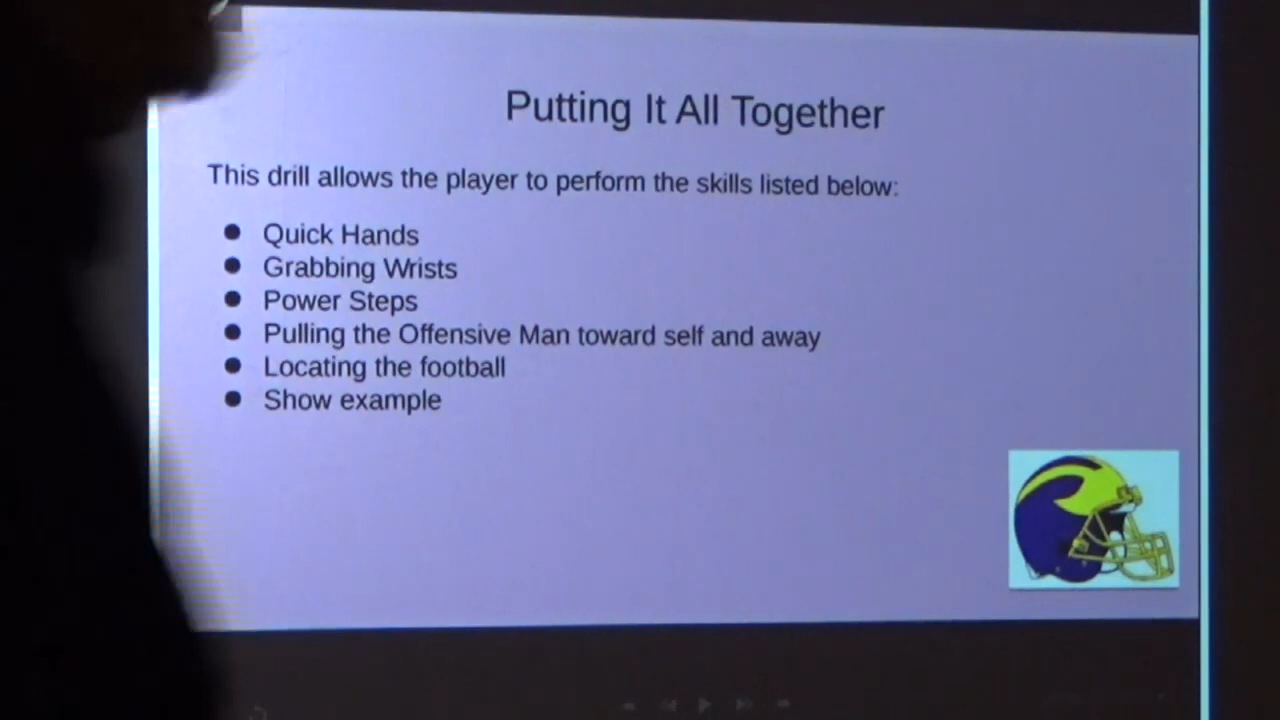 Putting It All Together
This drill allows the player to perform the skills listed below:
● Quick Hands
● Grabbing Wrists
● Power Steps
● Pulling the Offensive Man toward self and away
● Locating the football
● Show example